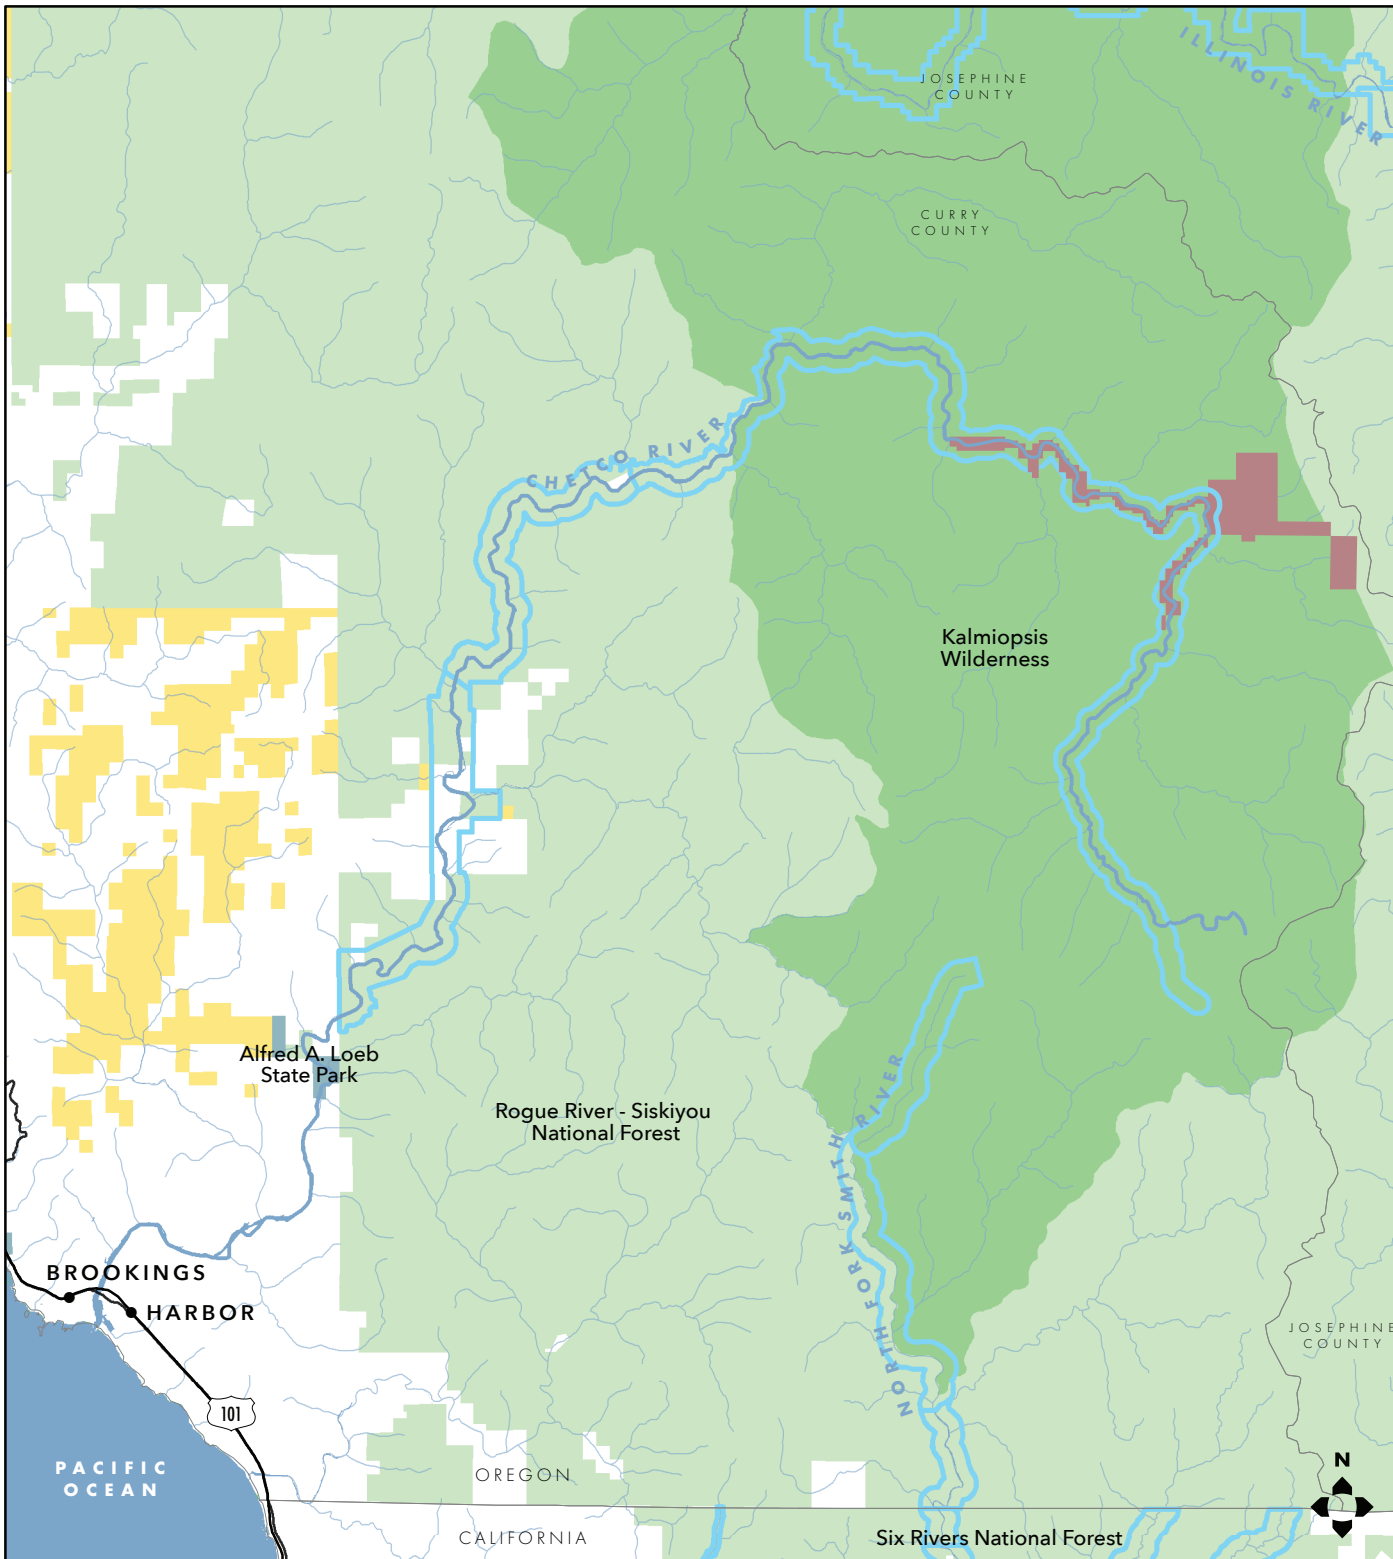 JOSEPHINE
COUNTY
ILLINOIS RIVER
CURRY
COUNTY
CHETCO RIVER
Kalmiopsis
Wilderness
Alfred A. Loeb
State Park
Rogue River - Siskiyou
National Forest
NORTH FORK SMITH RIVER
BROOKINGS
HARBOR
JOSEPHINE
COUNTY
101
PACIFIC
OCEAN
OREGON
N
CALIFORNIA
Six Rivers National Forest